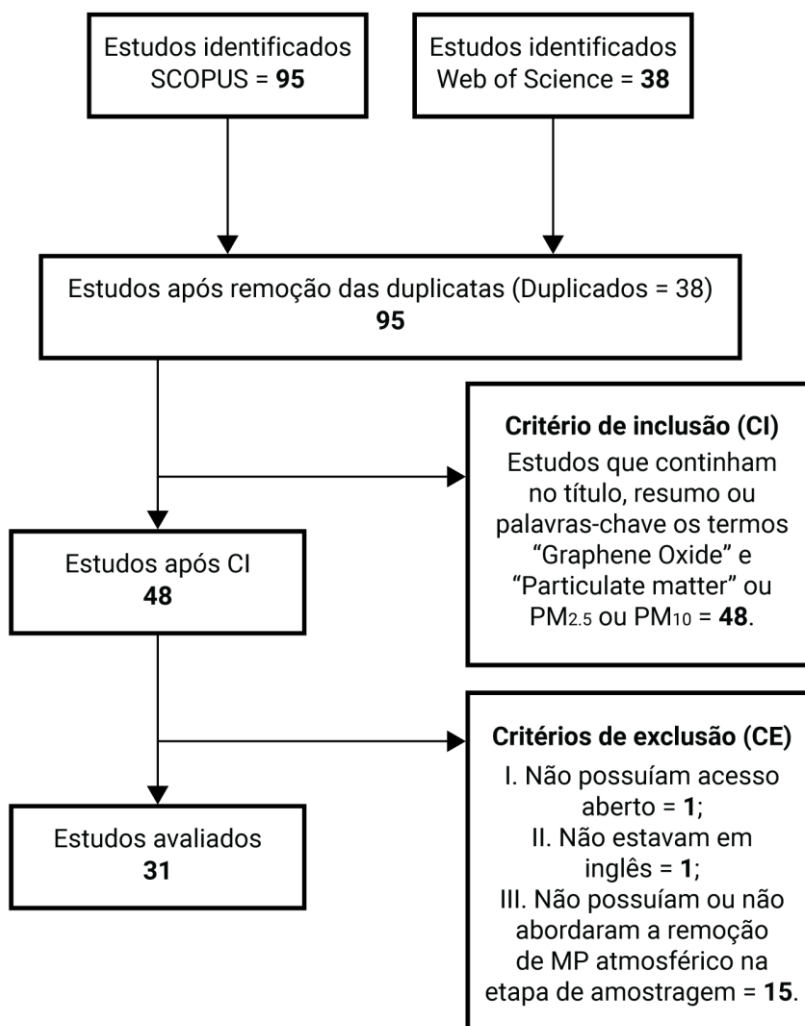 Estudos identificados
SCOPUS = 95
Estudos identificados
Web of Science = 38
Estudos após remoção das duplicatas (Duplicados = 38)
95
Critério de inclusão (CI)
Estudos que continham
no título, resumo ou
palavras-chave os termos
“Graphene Oxide” e
“Particulate matter” ou
PM2.5 ou PM10 = 48.
Estudos após CI
48
Critérios de exclusão (CE)
I. Não possuíam acesso
aberto = 1;
II. Não estavam em
inglês = 1;
III. Não possuíam ou não
abordaram a remoção
de MP atmosférico na
etapa de amostragem = 15.
Estudos avaliados
31